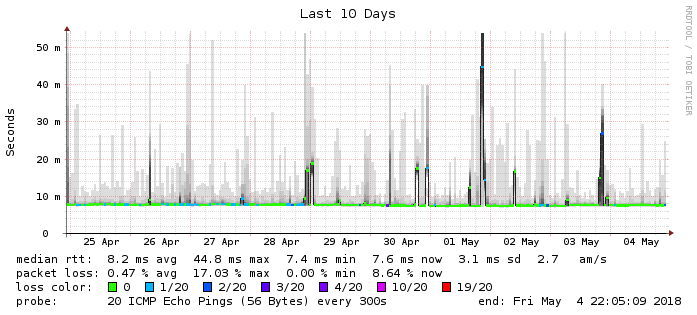 Last 10 Days
RRDTOOL / TOBI OETIKER
Seconds
50 m
40 m
30 m
20 m
10 m
0
25 Apr 26 Apr 27 Apr 28 Apr 29 Apr 30 Apr 01 May 02 May 03 May 04 May
median rtt: 8.2 ms avg 44.8 ms max 7.4 ms min 7.6 ms now 3.1 ms sd 2.7 am/s
packet loss: 0.47 % avg 17.03 % max 0.00 % min 8.64 % now
loss color: 0 1/20 2/20 3/20 4/20 10/20 19/20
probe: 20 ICMP Echo Pings (56 Bytes) every 300s end: Fri May 4 22:05:09 2018